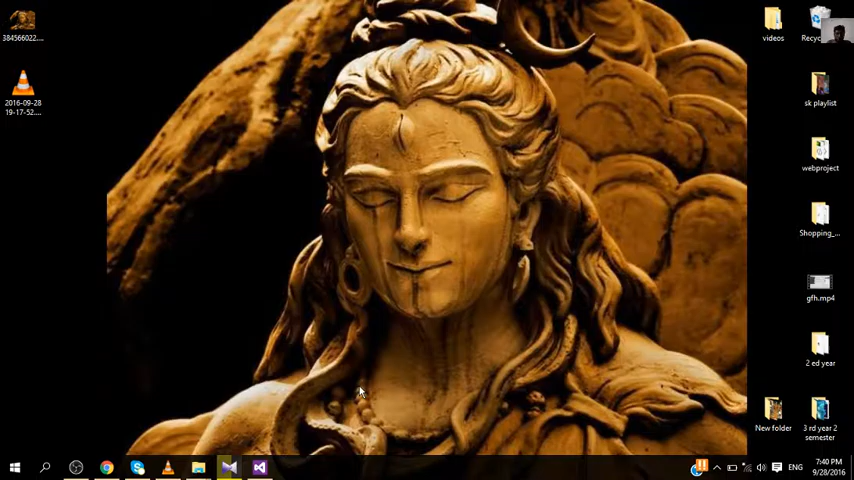 384566022....
2016-09-28
19-17-52....
videos
Recyc...
sk playlist
webproject
Shopping_...
gfh.mp4
2 ed year
New folder
3 rd year 2
semester
ENG
7:40 PM
9/28/2016